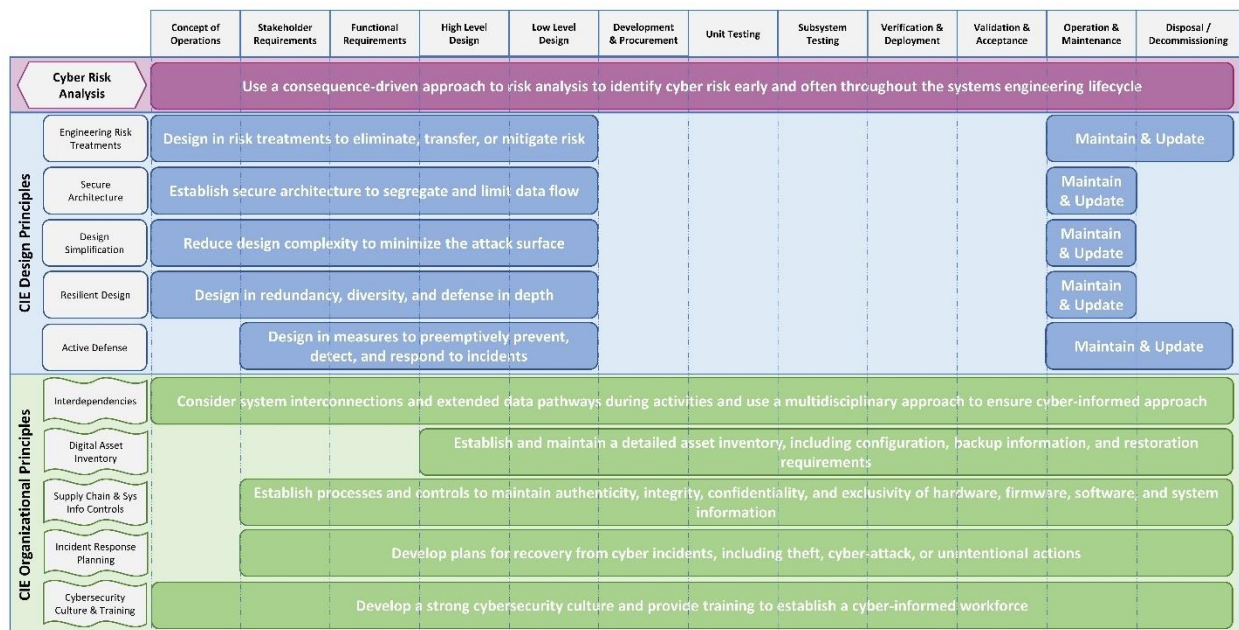 Concept of Operations
Stakeholder Requirements
Functional Requirements
High Level Design
Low Level Design
Development & Procurement
Unit Testing
Subsystem Testing
Verification & Deployment
Validation & Acceptance
Operation & Maintenance
Disposal / Decommissioning
Cyber Risk
Analysis
Use a consequence-driven approach to risk analysis to identify cyber risk early and often throughout the systems engineering lifecycle
CIE Design Principles
Engineering Risk
Treatments
Design in risk treatments to eliminate, transfer, or mitigate risk
Maintain & Update
Secure
Architecture
Establish secure architecture to segregate and limit data flow
Maintain
& Update
Design
Simplification
Reduce design complexity to minimize the attack surface
Maintain
& Update
Resilient Design
Design in redundancy, diversity, and defense in depth
Maintain
& Update
Active Defense
Design in measures to preemptively prevent,
detect, and respond to incidents
Maintain & Update
CIE Organizational Principles
Interdependencies
Consider system interconnections and extended data pathways during activities and use a multidisciplinary approach to ensure cyber-informed approach
Digital Asset
Inventory
Establish and maintain a detailed asset inventory, including configuration, backup information, and restoration
requirements
Supply Chain & Sys
Info Controls
Establish processes and controls to maintain authenticity, integrity, confidentiality, and exclusivity of hardware, firmware, software, and system
information
Incident Response
Planning
Develop plans for recovery from cyber incidents, including theft, cyber-attack, or unintentional actions
Cybersecurity
Culture & Training
Develop a strong cybersecurity culture and provide training to establish a cyber-informed workforce